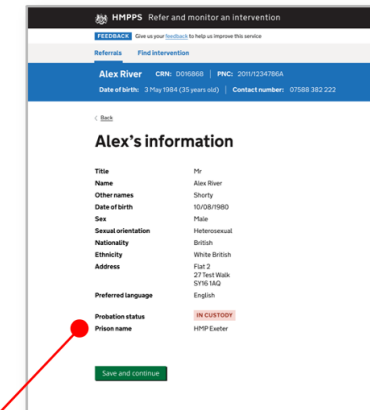 HMPPS Refer and monitor an intervention
FEEDBACK Give us your feedback to help us improve this service
Referrals Find intervention
Alex River CRN: D016868 | PNC: 2011/1234786A
Date of birth: 3 May 1984 (35 years old) | Contact number: 07588 382 222
< Back
Alex's information
Title Mr
Name Alex River
Other names Shorty
Date of birth 10/08/1980
Sex Male
Sexual orientation Heterosexual
Nationality British
Ethnicity White British
Address Flat 2
27 Test Walk
SY16 1AQ
Preferred language English
Probation status IN CUSTODY
Prison name HMP Exeter
Save and continue